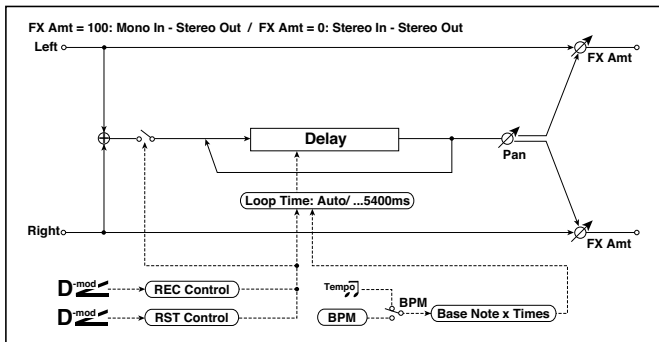 FX Amt = 100: Mono In - Stereo Out / FX Amt = 0: Stereo In - Stereo Out
Left
FX Amt
Delay
Pan
Loop Time: Auto/ ...5400ms
Right
FX Amt
D-mod
REC Control
Tempo
BPM
D-mod
RST Control
BPM
Base Note x Times